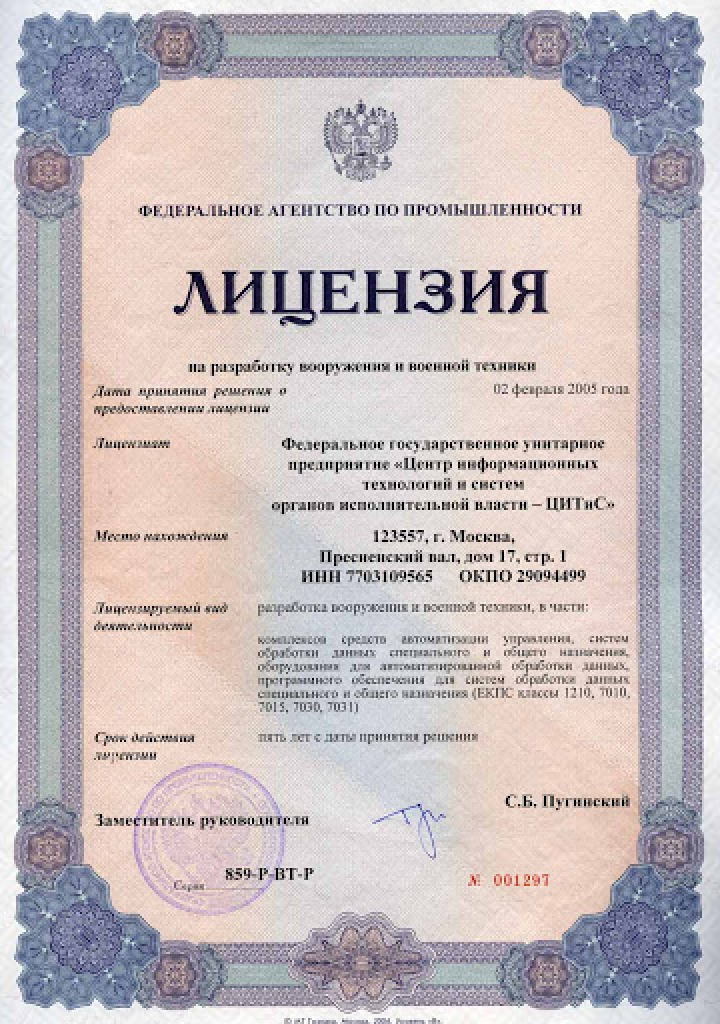 ФЕДЕРАЛЬНОЕ АГЕНТСТВО ПО ПРОМЫШЛЕННОСТИ
ЛИЦЕНЗИЯ
на разработку вооружения и военной техники
Дата принятия решения о 02 февраля 2005 года
предоставлении лицензии
Лицензиат Федеральное государственное унитарное
предприятие «Центр информационных
технологий и систем
органов исполнительной власти – ЦИТиС»
Место нахождения 123557, г. Москва,
Пресненский вал, дом 17, стр. 1
ИНН 7703109565 ОКПО 29094499
Лицензируемый вид разработка вооружения и военной техники, в части:
деятельности
комплексов средств автоматизации управления, систем
обработки данных специального и общего назначения,
оборудования для автоматизированной обработки данных,
программного обеспечения для систем обработки данных
специального и общего назначения (ЕКПС классы 1210, 7010,
7015, 7030, 7031)
Срок действия пять лет с даты принятия решения
лицензии
С.Б. Пугинский
Заместитель руководителя
859-Р-ВТ-Р
Серия № 001297